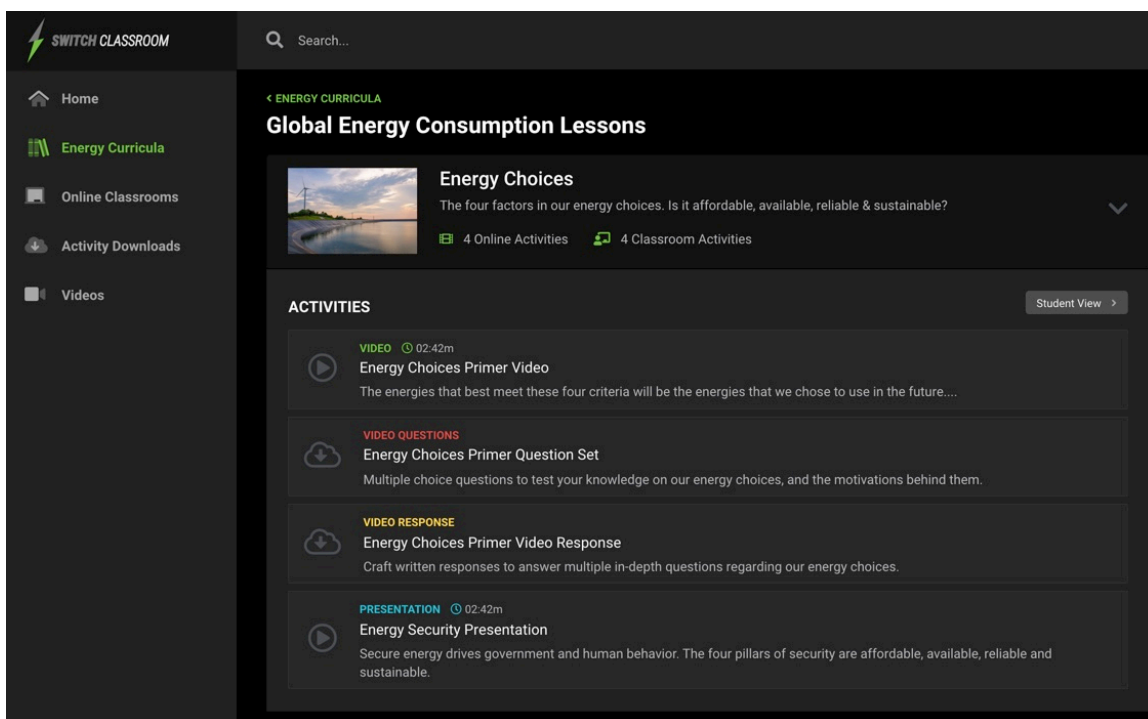 SWITCH CLASSROOM
Search...
Home
Energy Curricula
Online Classrooms
Activity Downloads
Videos
< ENERGY CURRICULA
Global Energy Consumption Lessons
Energy Choices
The four factors in our energy choices. Is it affordable, available, reliable & sustainable?
4 Online Activities 4 Classroom Activities
ACTIVITIES
Student View >
VIDEO 02:42m
Energy Choices Primer Video
The energies that best meet these four criteria will be the energies that we chose to use in the future....
VIDEO QUESTIONS
Energy Choices Primer Question Set
Multiple choice questions to test your knowledge on our energy choices, and the motivations behind them.
VIDEO RESPONSE
Energy Choices Primer Video Response
Craft written responses to answer multiple in-depth questions regarding our energy choices.
PRESENTATION 02:42m
Energy Security Presentation
Secure energy drives government and human behavior. The four pillars of security are affordable, available, reliable and
sustainable.